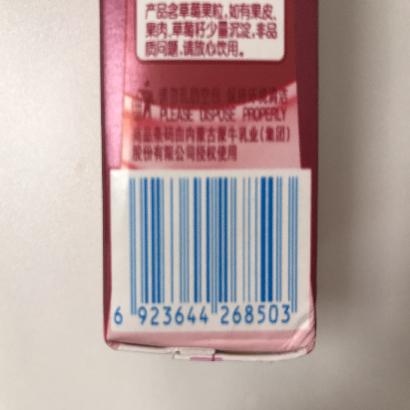 产品含草莓果粒,如有果皮、
果肉,草莓籽少量沉淀,非品
质问题,请放心饮用。
PLEASE DISPOSE PROPERLY
商品条码由内蒙古蒙牛乳业(集团)
股份有限公司授权使用
6 923644 268503